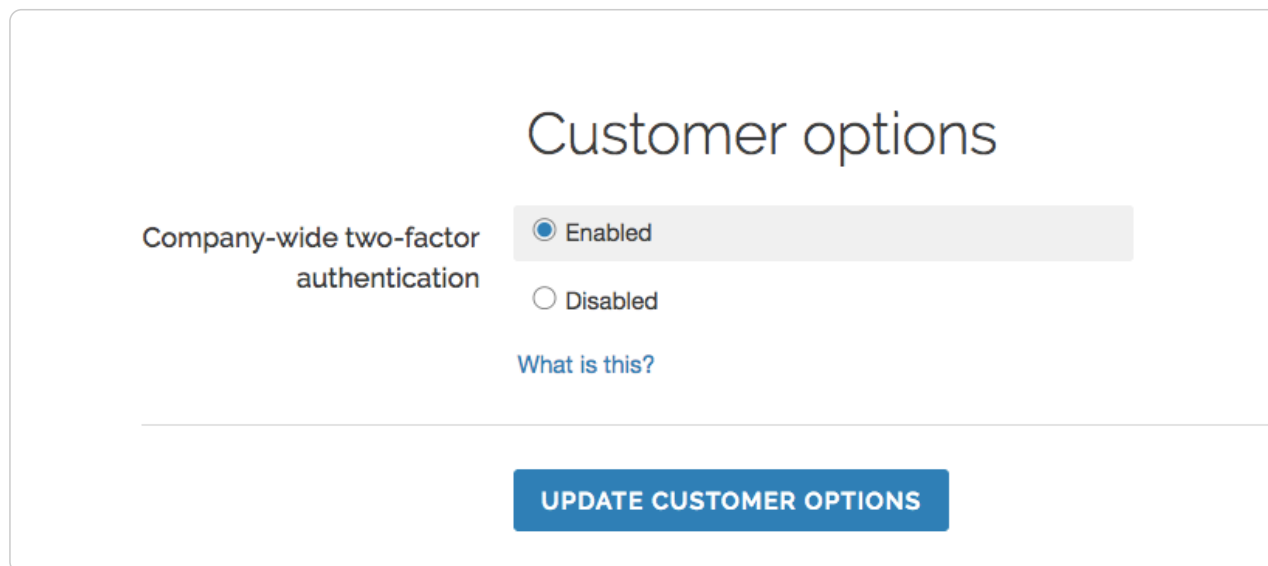 Customer options
Company-wide two-factor
authentication
Enabled
Disabled
What is this?
UPDATE CUSTOMER OPTIONS